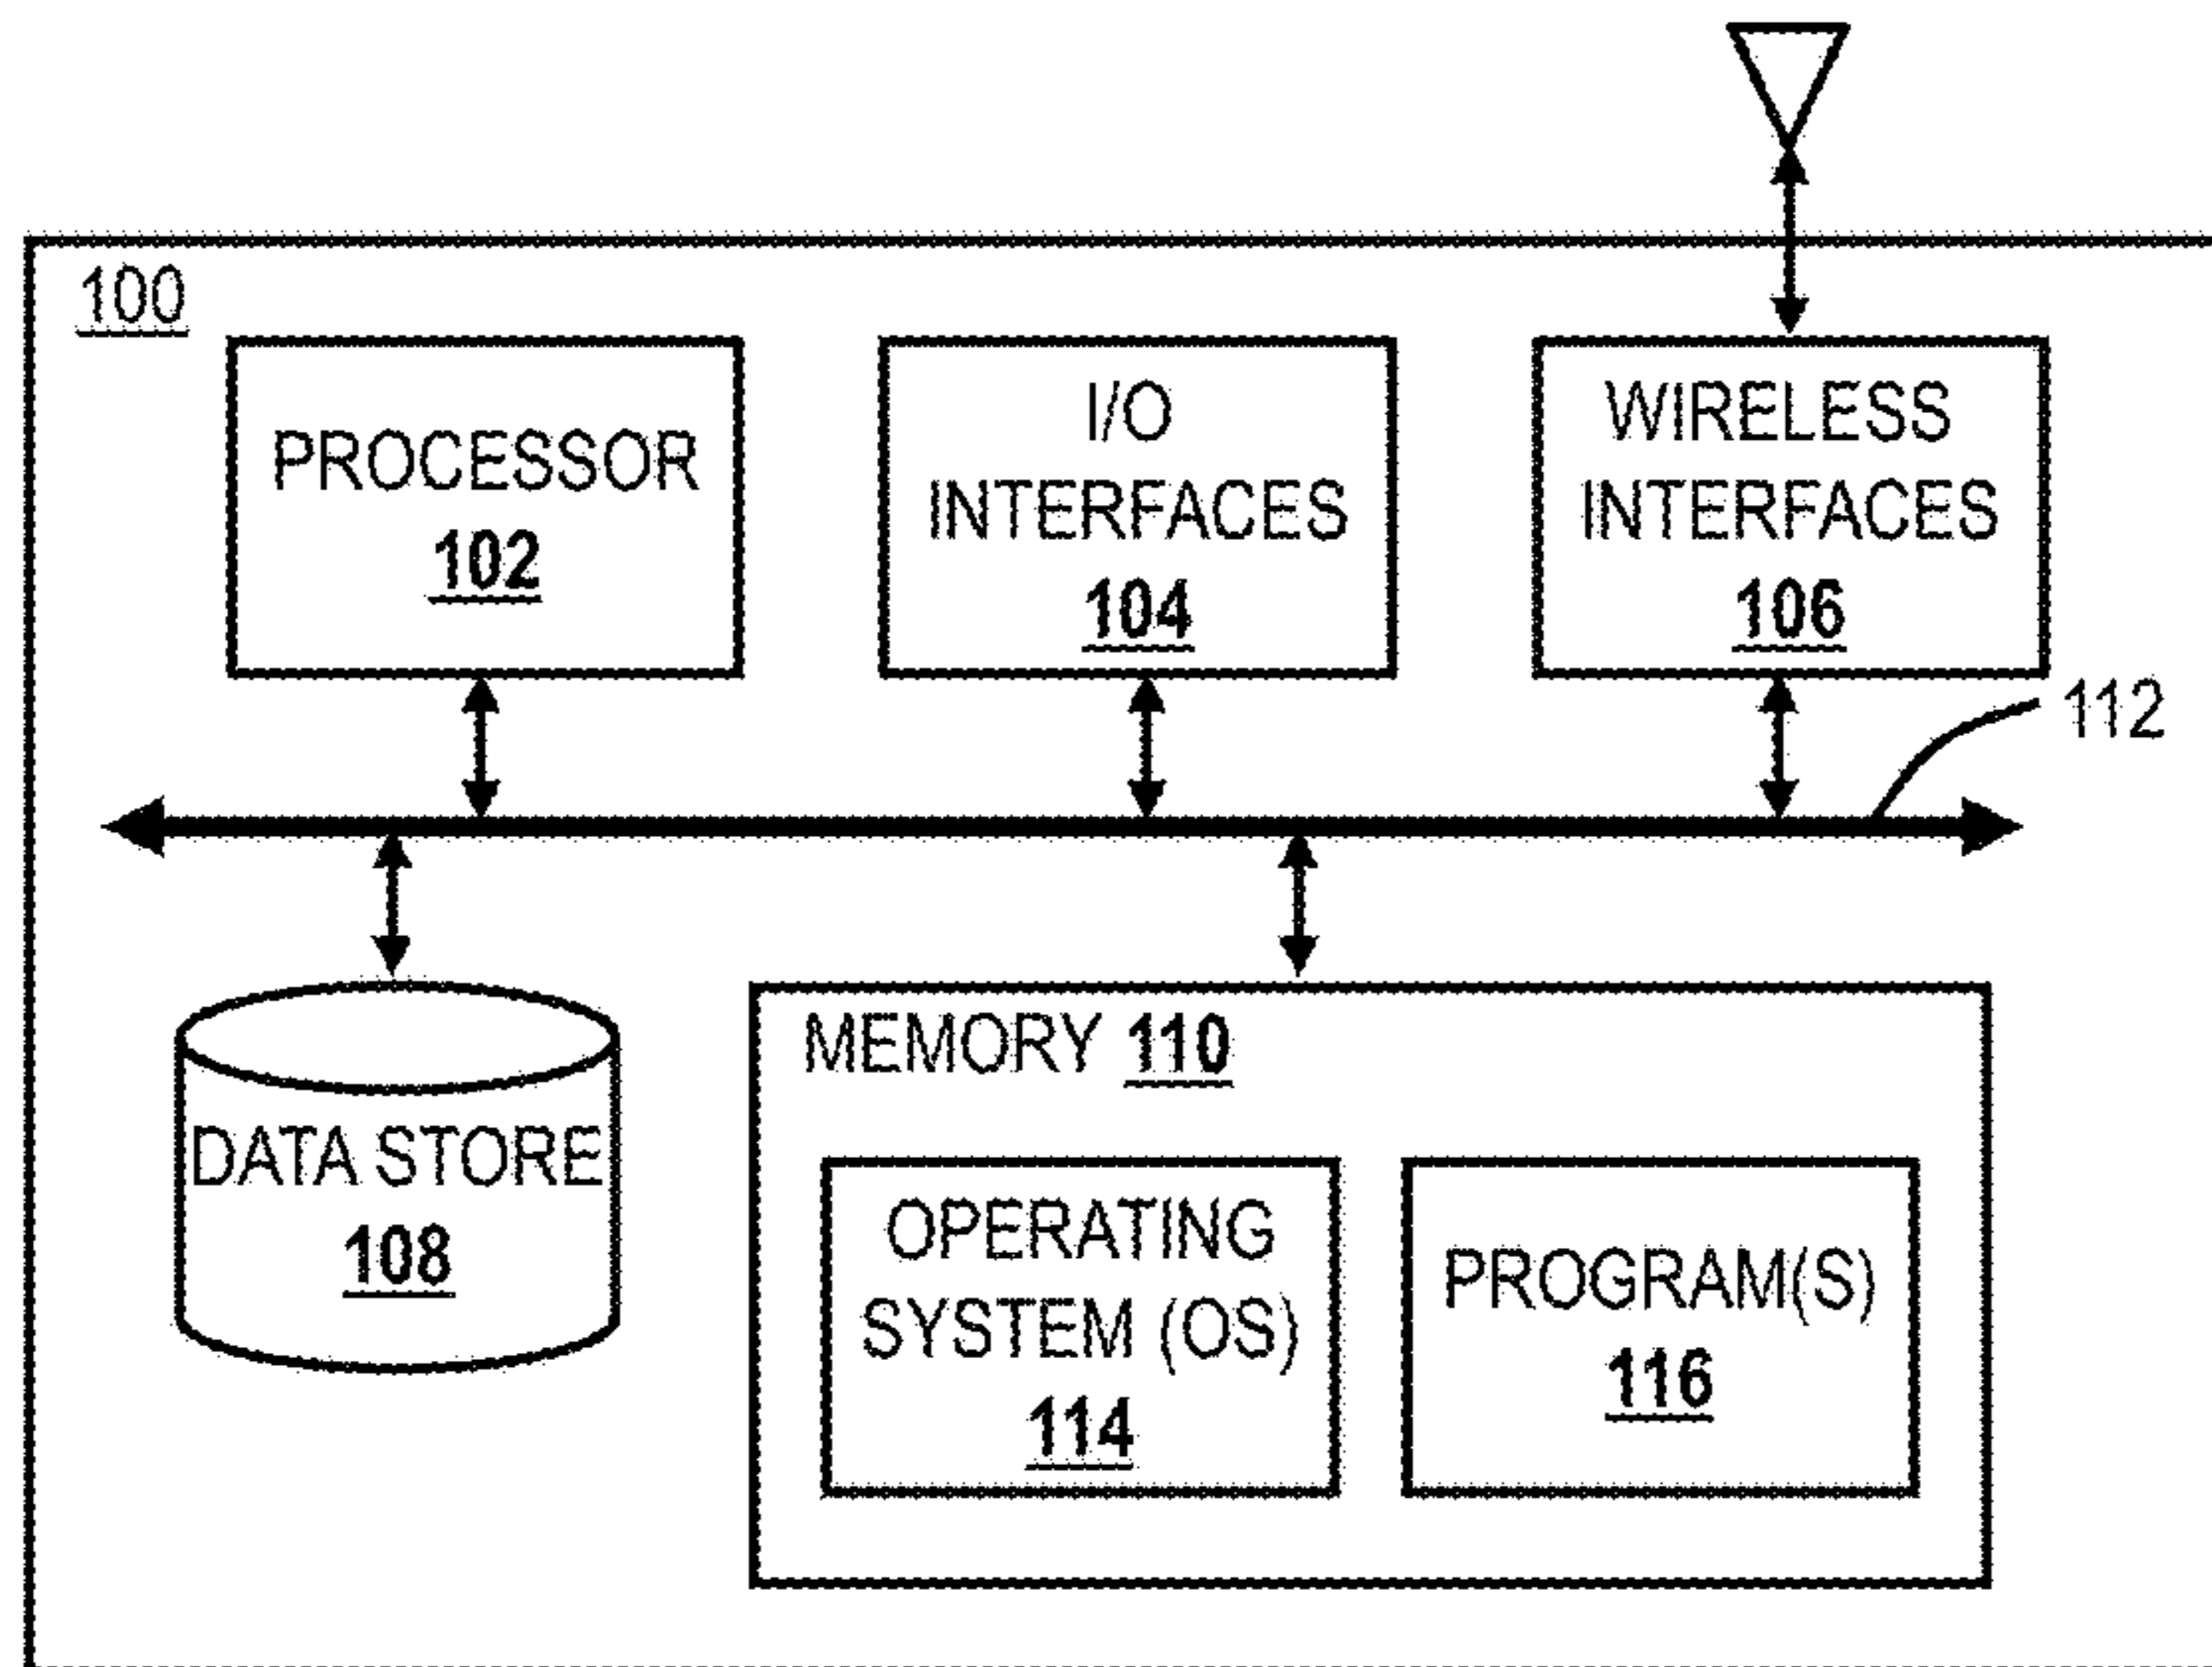 100
PROCESSOR
102
I/O
INTERFACES
104
WIRELESS
INTERFACES
106
112
DATA STORE
108
MEMORY 110
OPERATING
SYSTEM (OS)
114
PROGRAM(S)
116